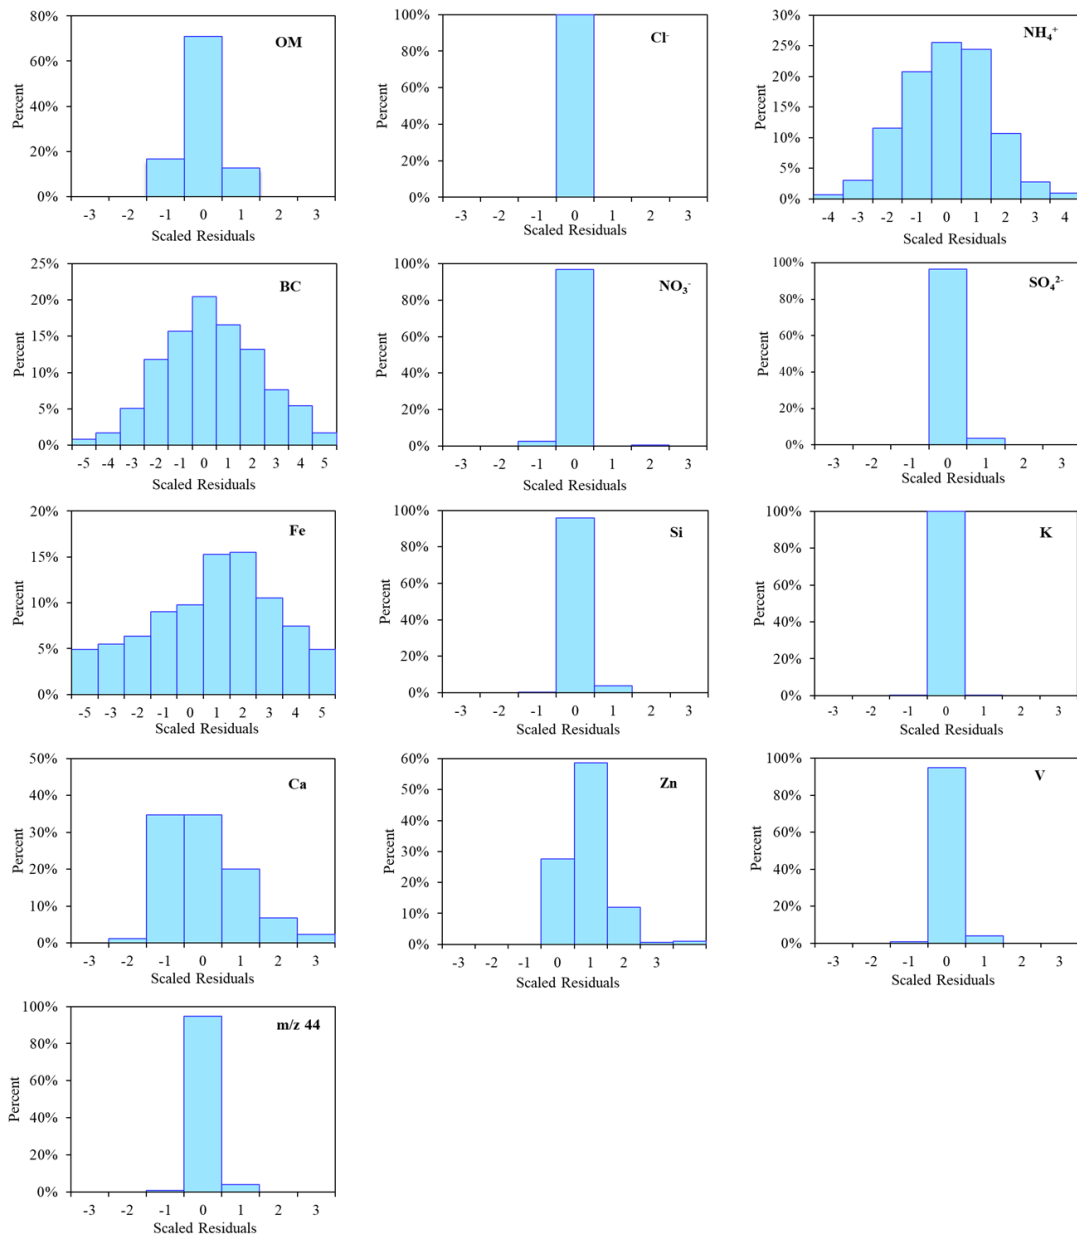 80%
60%
40%
20%
0%
Percent
OM
-3 -2 -1 0 1 2 3
Scaled Residuals
100%
80%
60%
40%
20%
0%
Percent
Cl-
-3 -2 -1 0 1 2 3
Scaled Residuals
30%
25%
20%
15%
10%
5%
0%
Percent
NH4+
-4 -3 -2 -1 0 1 2 3 4
Scaled Residuals
25%
20%
15%
10%
5%
0%
Percent
BC
-5 -4 -3 -2 -1 0 1 2 3 4 5
Scaled Residuals
100%
80%
60%
40%
20%
0%
Percent
NO3-
-3 -2 -1 0 1 2 3
Scaled Residuals
100%
80%
60%
40%
20%
0%
Percent
SO42-
-3 -2 -1 0 1 2 3
Scaled Residuals
20%
15%
10%
5%
0%
Percent
Fe
-5 -3 -2 -1 0 1 2 3 4 5
Scaled Residuals
100%
80%
60%
40%
20%
0%
Percent
Si
-3 -2 -1 0 1 2 3
Scaled Residuals
100%
80%
60%
40%
20%
0%
Percent
K
-3 -2 -1 0 1 2 3
Scaled Residuals
50%
40%
30%
20%
10%
0%
Percent
Ca
-2 -1 0 1 2 3
Scaled Residuals
60%
50%
40%
30%
20%
10%
0%
Percent
Zn
-3 -2 -1 0 1 2 3
Scaled Residuals
100%
80%
60%
40%
20%
0%
Percent
V
-3 -2 -1 0 1 2 3
Scaled Residuals
100%
80%
60%
40%
20%
0%
Percent
m/z 44
-3 -2 -1 0 1 2 3
Scaled Residuals